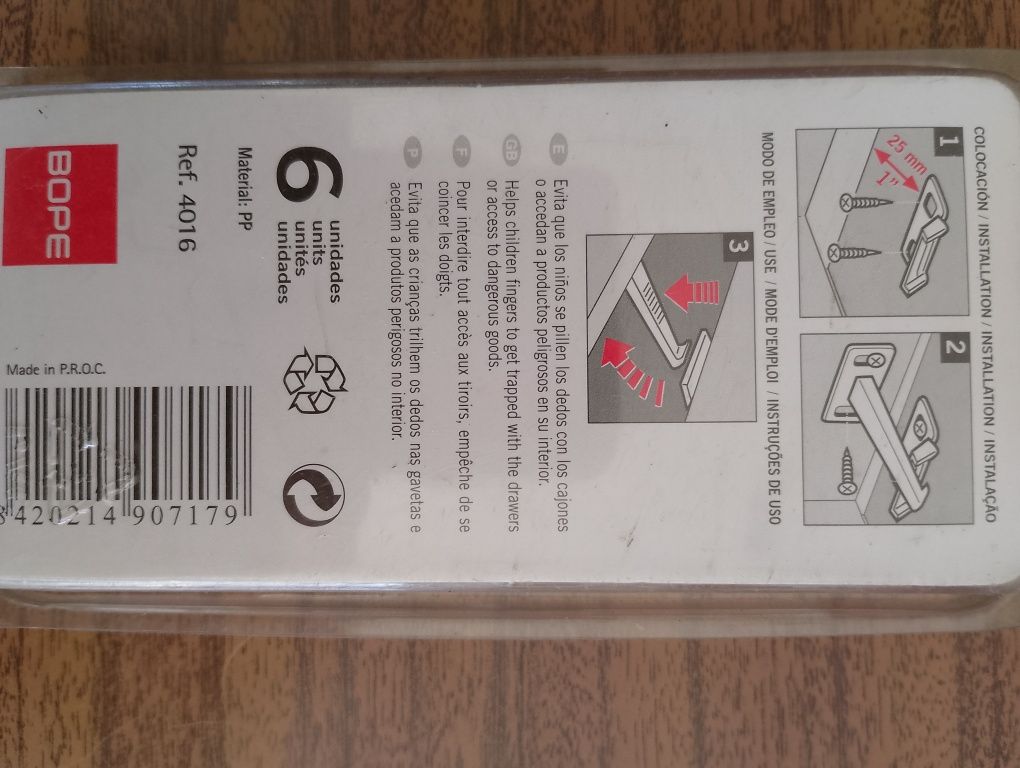 COLOCACIÓN / INSTALLATION / INSTALLATION / INSTALAÇÃO
1
25 mm
1"
2
MODO DE EMPLEO / USE / MODE D'EMPLOI / INSTRUÇÕES DE USO
3
E Evita que los niños se pillen los dedos con los cajones
o accedan a productos peligrosos en su interior.
GB Helps children fingers to get trapped with the drawers
or access to dangerous goods.
F Pour interdire tout accès aux tiroirs, empêche de se
coincer les doigts.
P Evita que as crianças trilhem os dedos nas gavetas e
acedam a produtos perigosos no interior.
6
unidades
units
unités
unidades
Material: PP
Ref. 4016
BOPE
Made in P.R.O.C.
8 420214 907179